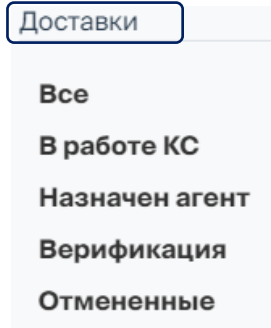 Доставки
Все
В работе КС
Назначен агент
Верификация
Отмененные